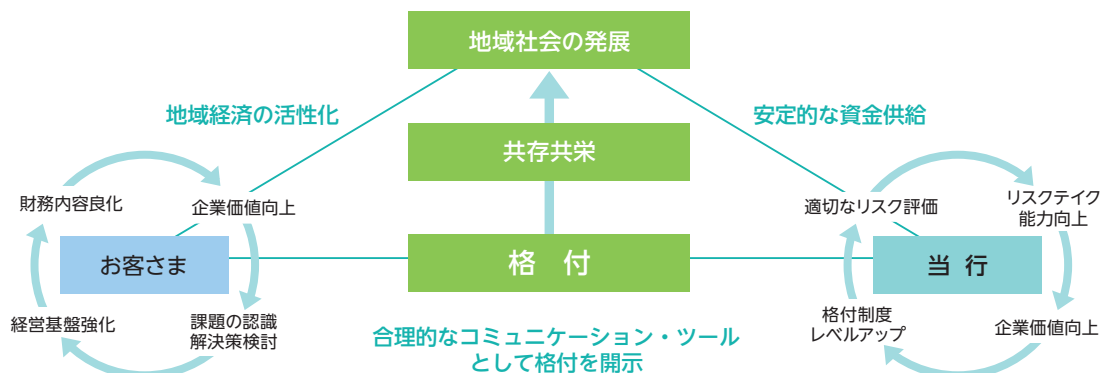 地域社会の発展
地域経済の活性化
安定的な資金供給
共存共栄
財務内容良化
企業価値向上
適切なリスク評価
リスクテイク
能力向上
お客さま
格 付
当 行
経営基盤強化
課題の認識
解決策検討
格付制度
レベルアップ
企業価値向上
合理的なコミュニケーション・ツール
として格付を開示